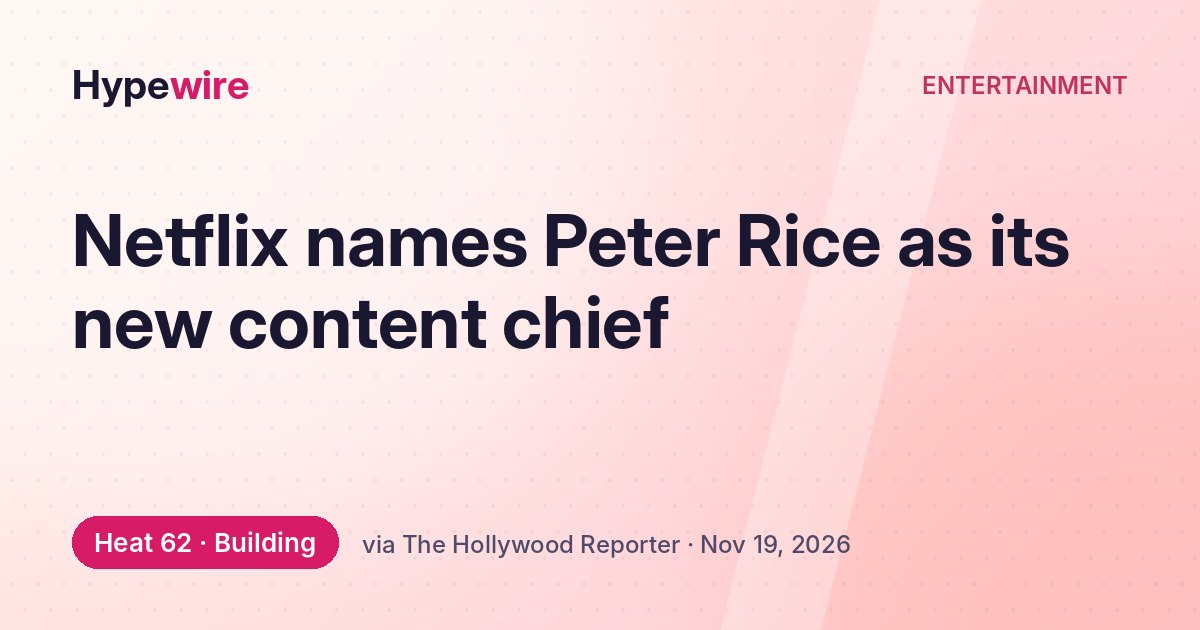 Hypewire
ENTERTAINMENT
Netflix names Peter Rice as its
new content chief
Heat 62 · Building
via The Hollywood Reporter · Nov 19, 2026